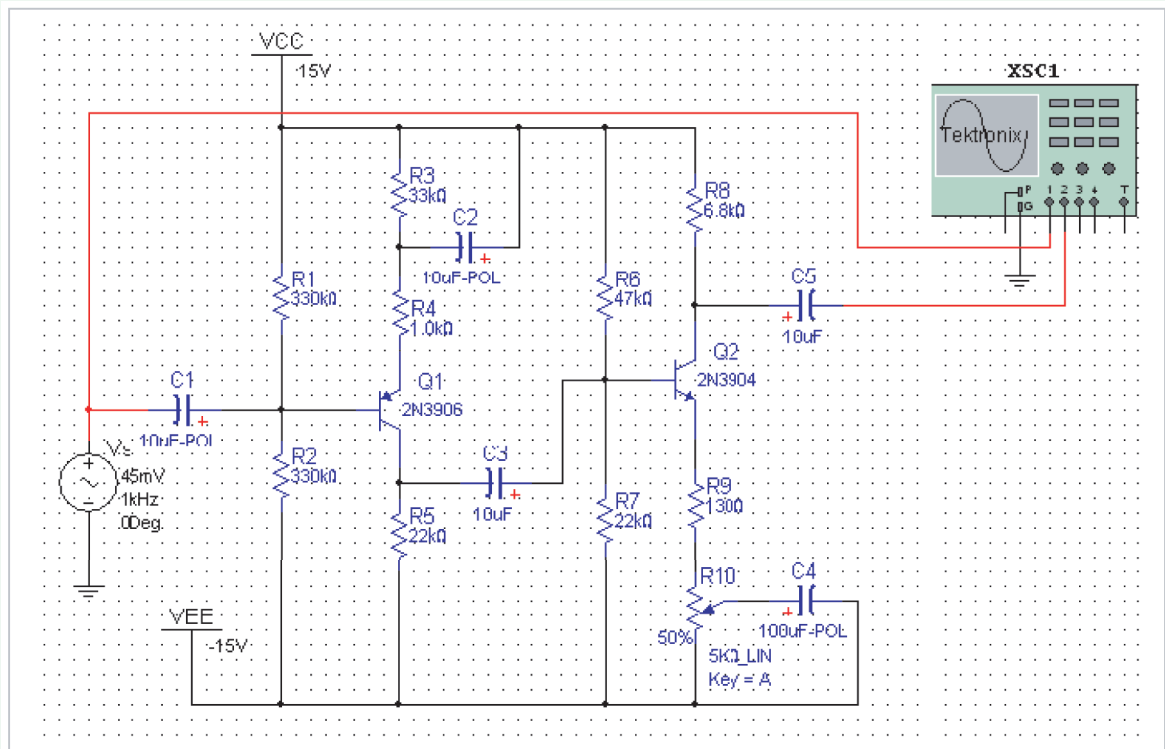 VCC
15V
XSC1
Tektronix
P
G
1 2 3 4 T
R3
33kΩ
C2
10uF-POL
R8
6.8kΩ
R1
330kΩ
R4
1.0kΩ
R6
47kΩ
C5
10uF
Q1
2N3906
Q2
2N3904
C1
10uF-POL
Vs
45mV
1kHz
0Deg
R2
330kΩ
C3
10uF
R5
22kΩ
R7
22kΩ
R9
130Ω
R10
50%
5KΩ_LIN
Key = A
C4
100uF-POL
VEE
-15V